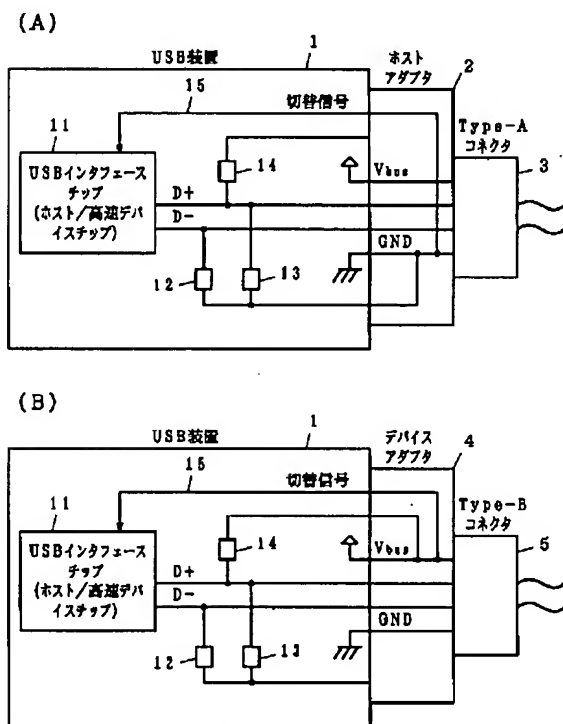 (A)
USB装置
1
ホスト
アダプタ
2
15
切替信号
11
Type-A
コネクタ
3
USBインタフェース
チップ
(ホスト/高速デバ
イスチップ)
14
Vbus
D+
D-
GND
12
13
(B)
USB装置
1
デバイス
アダプタ
4
15
切替信号
11
Type-B
コネクタ
5
USBインタフェース
チップ
(ホスト/高速デバ
イスチップ)
14
Vbus
D+
D-
GND
12
13